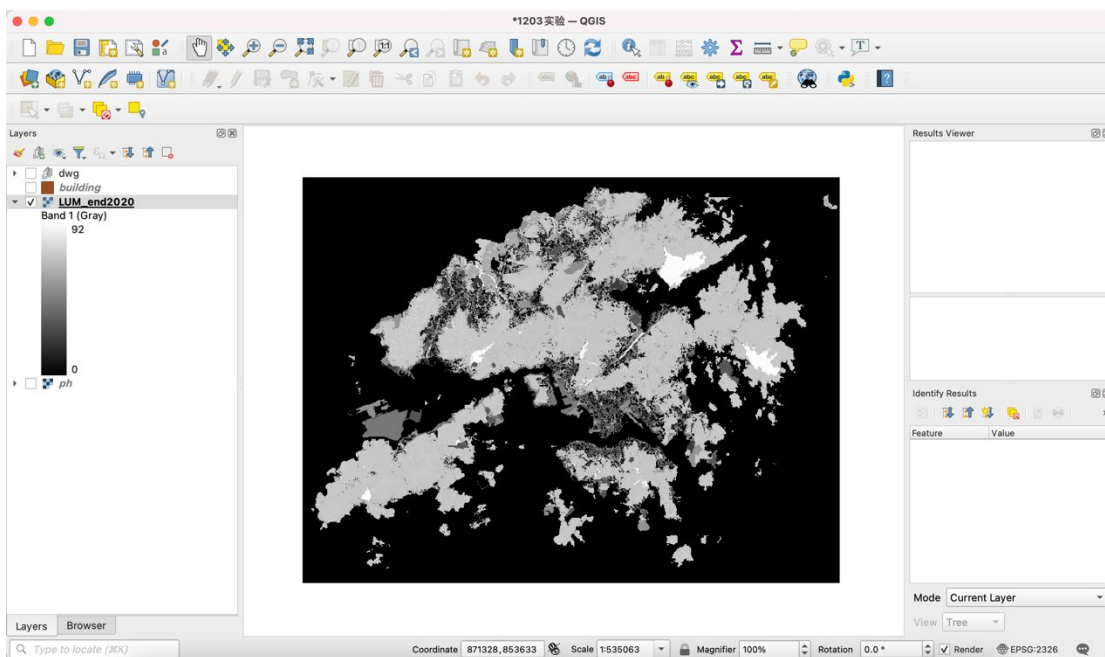 *1203实验 — QGIS
Layers
dwg
building
LUM_end2020
Band 1 (Gray)
92
0
ph
Results Viewer
Identify Results
Feature Value
Mode Current Layer
View Tree
Layers Browser
Type to locate (⌘K)
Coordinate 871328,853633 Scale 1:535063 Magnifier 100% Rotation 0.0 ° Render EPSG:2326